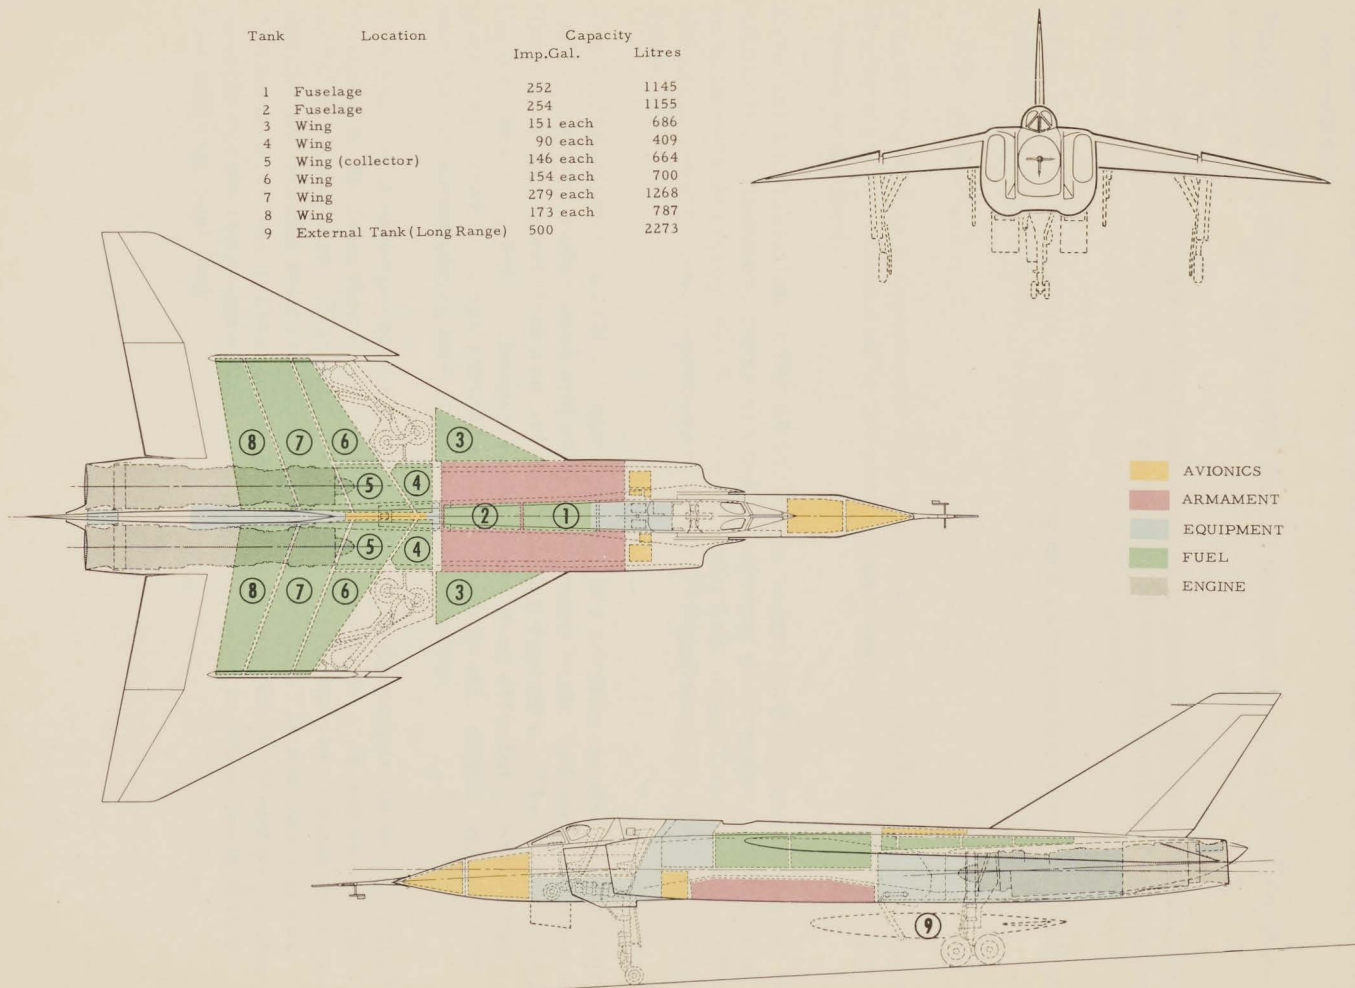 Tank Location Capacity
Imp.Gal. Litres
1 Fuselage 252 1145
2 Fuselage 254 1155
3 Wing 151 each 686
4 Wing 90 each 409
5 Wing (collector) 146 each 664
6 Wing 154 each 700
7 Wing 279 each 1268
8 Wing 173 each 787
9 External Tank (Long Range) 500 2273
8 7 6 3
5 4
2 1
5 4
8 7 6 3
AVIONICS
ARMAMENT
EQUIPMENT
FUEL
ENGINE
9